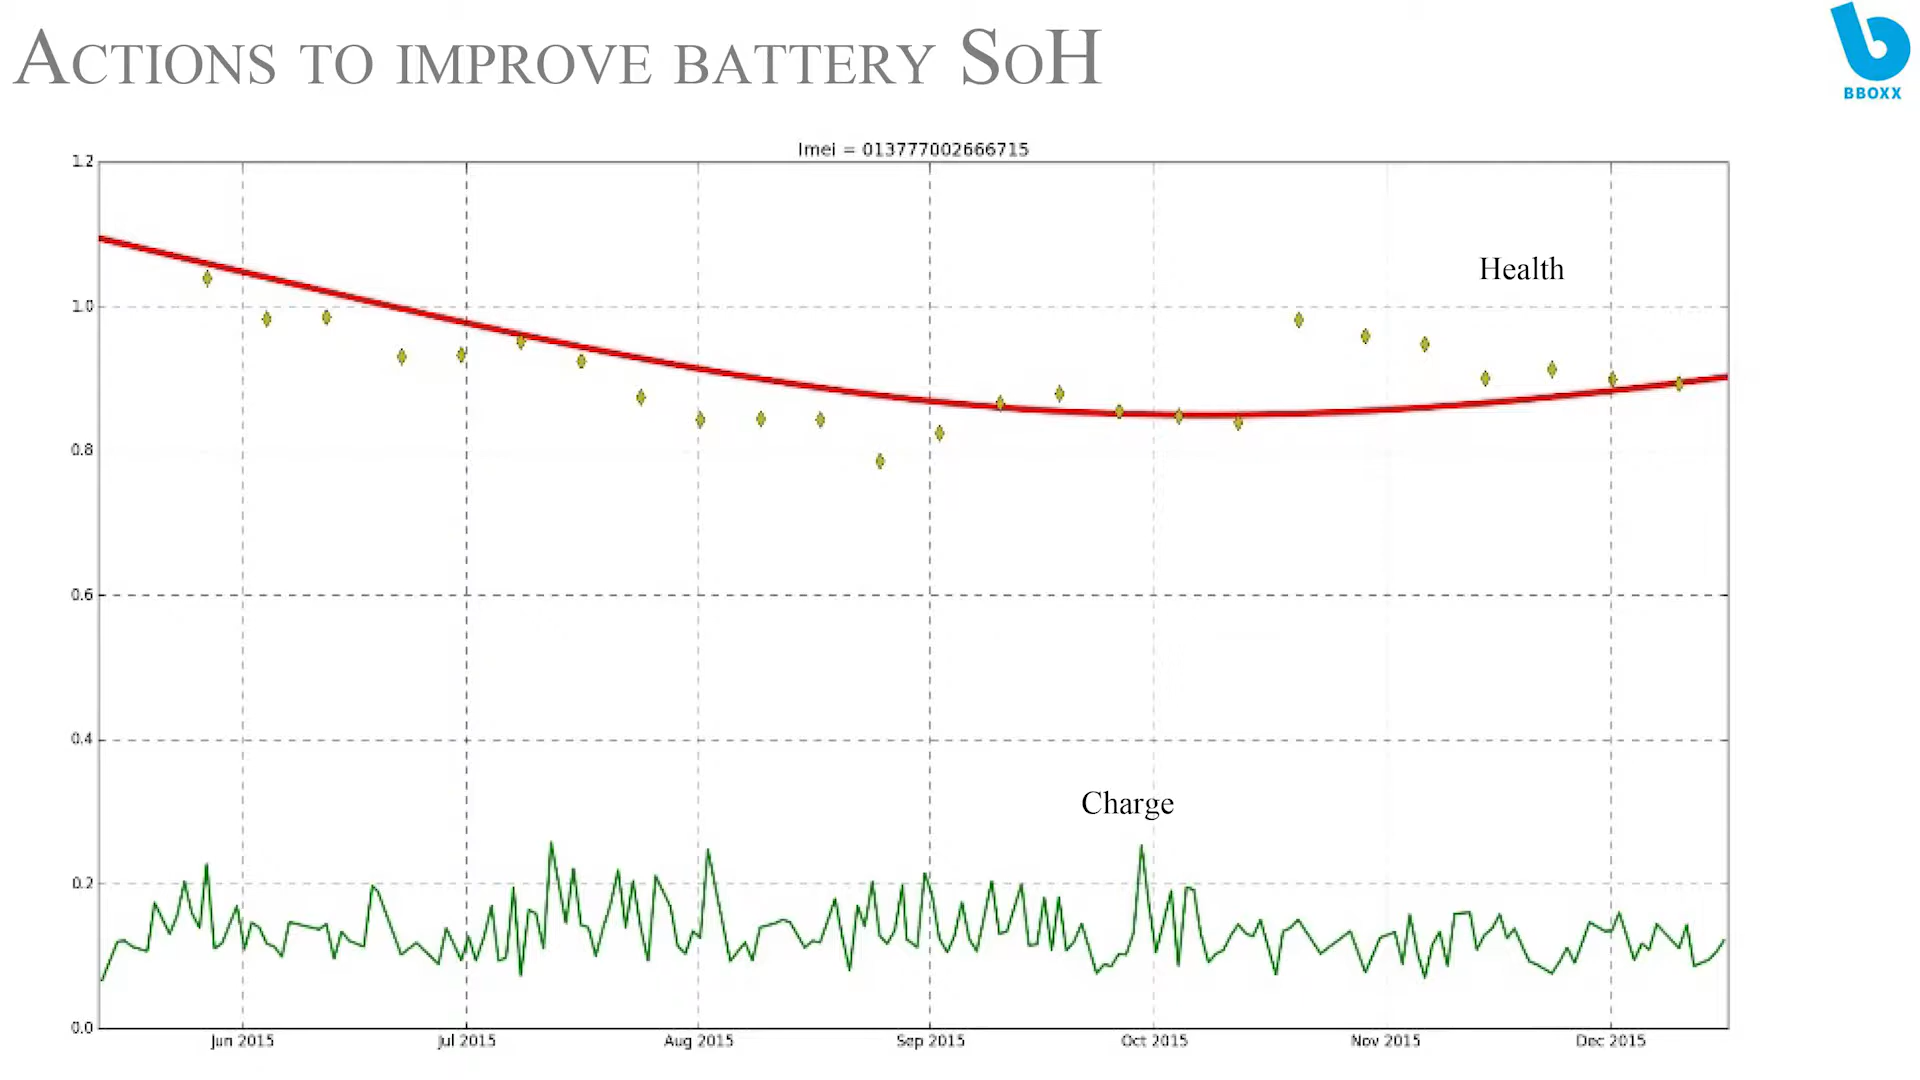 Actions to improve battery SoH
BBOXX
Imei = 013777002666715
1.2
1.0
0.8
0.6
0.4
0.2
0.0
Health
Charge
Jun 2015 Jul 2015 Aug 2015 Sep 2015 Oct 2015 Nov 2015 Dec 2015